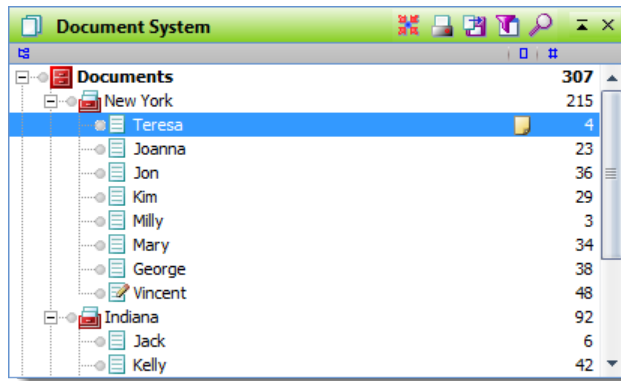 Document System
#
Documents 307
New York 215
Teresa 4
Joanna 23
Jon 36
Kim 29
Milly 3
Mary 34
George 38
Vincent 48
Indiana 92
Jack 6
Kelly 42